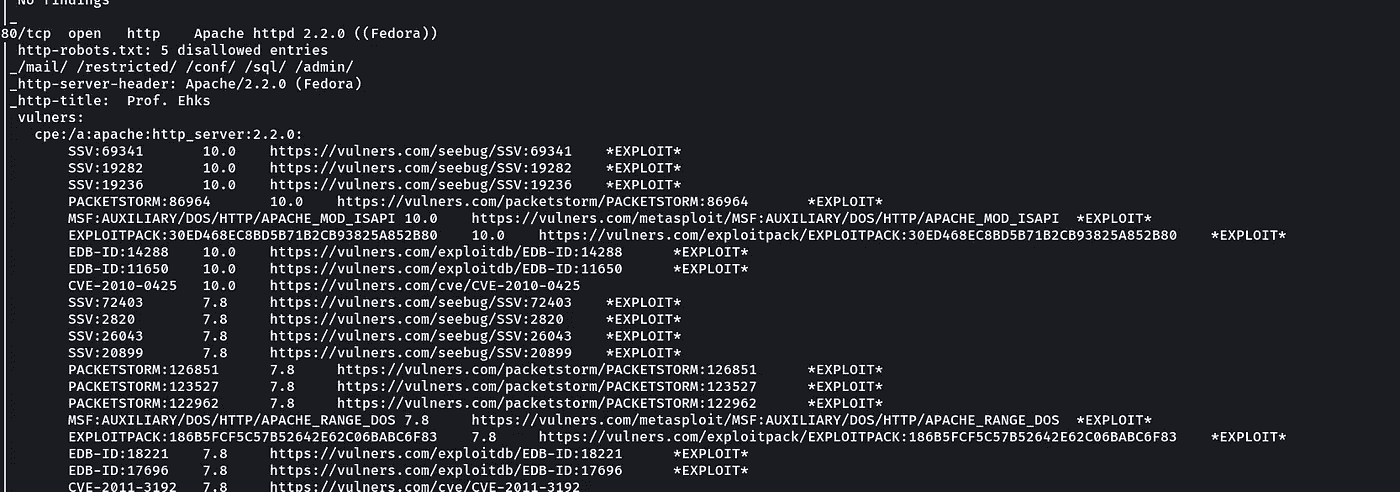 No findings
_
80/tcp open http Apache httpd 2.2.0 ((Fedora))
http-robots.txt: 5 disallowed entries
_/mail/ /restricted/ /conf/ /sql/ /admin/
_http-server-header: Apache/2.2.0 (Fedora)
_http-title: Prof. Ehks
vulners:
cpe:/a:apache:http_server:2.2.0:
SSV:69341 10.0 https://vulners.com/seebug/SSV:69341 *EXPLOIT*
SSV:19282 10.0 https://vulners.com/seebug/SSV:19282 *EXPLOIT*
SSV:19236 10.0 https://vulners.com/seebug/SSV:19236 *EXPLOIT*
PACKETSTORM:86964 10.0 https://vulners.com/packetstorm/PACKETSTORM:86964 *EXPLOIT*
MSF:AUXILIARY/DOS/HTTP/APACHE_MOD_ISAPI 10.0 https://vulners.com/metasploit/MSF:AUXILIARY/DOS/HTTP/APACHE_MOD_ISAPI *EXPLOIT*
EXPLOITPACK:30ED468EC8BD5B71B2CB93825A852B80 10.0 https://vulners.com/exploitpack/EXPLOITPACK:30ED468EC8BD5B71B2CB93825A852B80 *EXPLOIT*
EDB-ID:14288 10.0 https://vulners.com/exploitdb/EDB-ID:14288 *EXPLOIT*
EDB-ID:11650 10.0 https://vulners.com/exploitdb/EDB-ID:11650 *EXPLOIT*
CVE-2010-0425 10.0 https://vulners.com/cve/CVE-2010-0425
SSV:72403 7.8 https://vulners.com/seebug/SSV:72403 *EXPLOIT*
SSV:2820 7.8 https://vulners.com/seebug/SSV:2820 *EXPLOIT*
SSV:26043 7.8 https://vulners.com/seebug/SSV:26043 *EXPLOIT*
SSV:20899 7.8 https://vulners.com/seebug/SSV:20899 *EXPLOIT*
PACKETSTORM:126851 7.8 https://vulners.com/packetstorm/PACKETSTORM:126851 *EXPLOIT*
PACKETSTORM:123527 7.8 https://vulners.com/packetstorm/PACKETSTORM:123527 *EXPLOIT*
PACKETSTORM:122962 7.8 https://vulners.com/packetstorm/PACKETSTORM:122962 *EXPLOIT*
MSF:AUXILIARY/DOS/HTTP/APACHE_RANGE_DOS 7.8 https://vulners.com/metasploit/MSF:AUXILIARY/DOS/HTTP/APACHE_RANGE_DOS *EXPLOIT*
EXPLOITPACK:186B5FCF5C57B52642E62C06BABC6F83 7.8 https://vulners.com/exploitpack/EXPLOITPACK:186B5FCF5C57B52642E62C06BABC6F83 *EXPLOIT*
EDB-ID:18221 7.8 https://vulners.com/exploitdb/EDB-ID:18221 *EXPLOIT*
EDB-ID:17696 7.8 https://vulners.com/exploitdb/EDB-ID:17696 *EXPLOIT*
CVE-2011-3192 7.8 https://vulners.com/cve/CVE-2011-3192